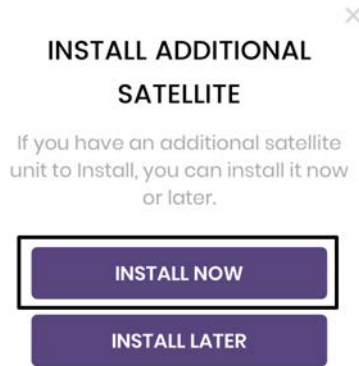 INSTALL ADDITIONAL
SATELLITE
If you have an additional satellite
unit to Install, you can install it now
or later.
INSTALL NOW
INSTALL LATER